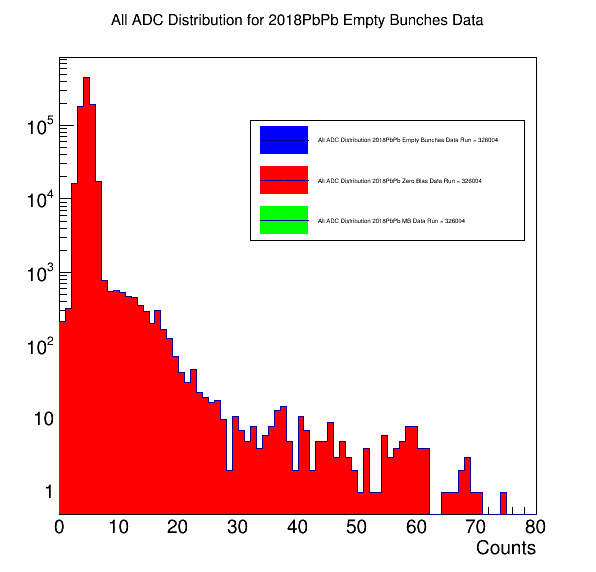 All ADC Distribution for 2018PbPb Empty Bunches Data
10^5
10^4
10^3
10^2
10
1
All ADC Distribution 2018PbPb Empty Bunches Data Run = 326004
All ADC Distribution 2018PbPb Zero Bias Data Run = 326004
All ADC Distribution 2018PbPb MB Data Run = 326004
0 10 20 30 40 50 60 70 80
Counts